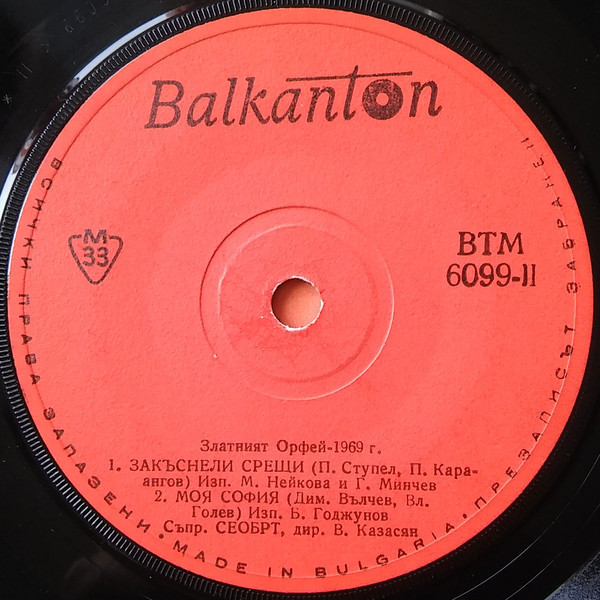 Balkanton
M
33
ВТМ
6099-II
Златният Орфей-1969 г.
1. ЗАКЪСНЕЛИ СРЕЩИ (П. Ступел, П. Кара-
ангов) Изп. М. Нейкова и Г. Минчев
2. МОЯ СОФИЯ (Дим. Вълчев, Вл.
Голев) Изп. Б. Годжунов
Съпр. СЕОБРТ, дир. В. Казасян
ВСИЧКИ ПРАВА ЗАПАЗЕНИ • MADE IN BULGARIA • ПРЕЗАПИСЪТ ЗАБРАНЕН